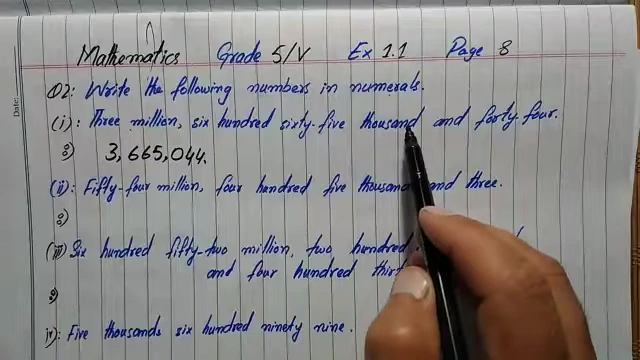 Mathematics Grade 5/V Ex 1.1 Page 8
Date:
Q2: Write the following numbers in numerals.
(i): Three million, six hundred sixty-five thousand and forty-four.
3,665,044.
(ii): Fifty-four million, four hundred five thousand and three.
(iii) Six hundred fifty-two million, two hundred
and four hundred
iv): Five thousands six hundred ninety nine.